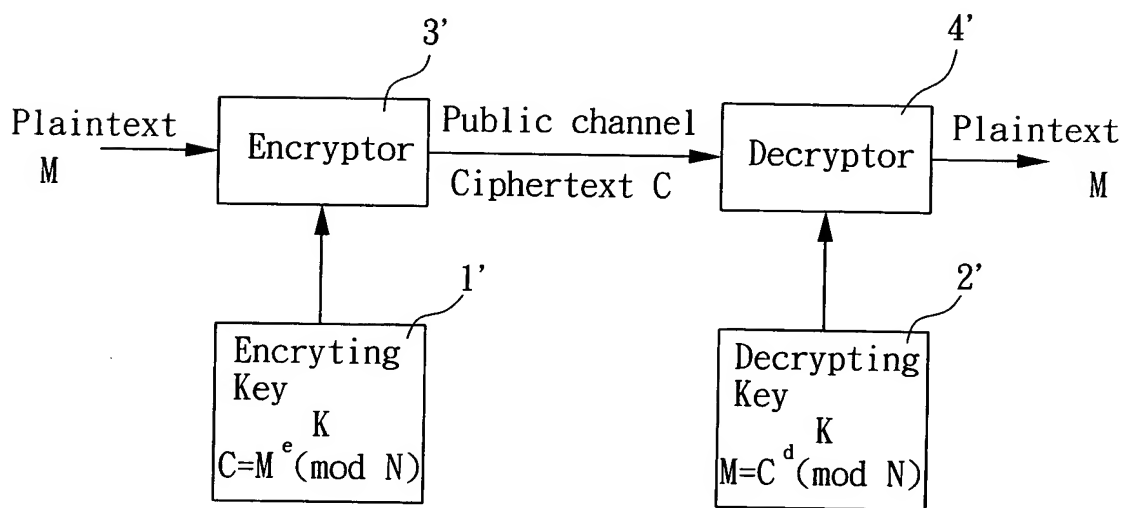 3'
4'
Plaintext
M
Encryptor
Public channel
Ciphertext C
Decryptor
Plaintext
M
1'
2'
Encryting
Key
K
C=M^e(mod N)
Decrypting
Key
K
M=C^d(mod N)